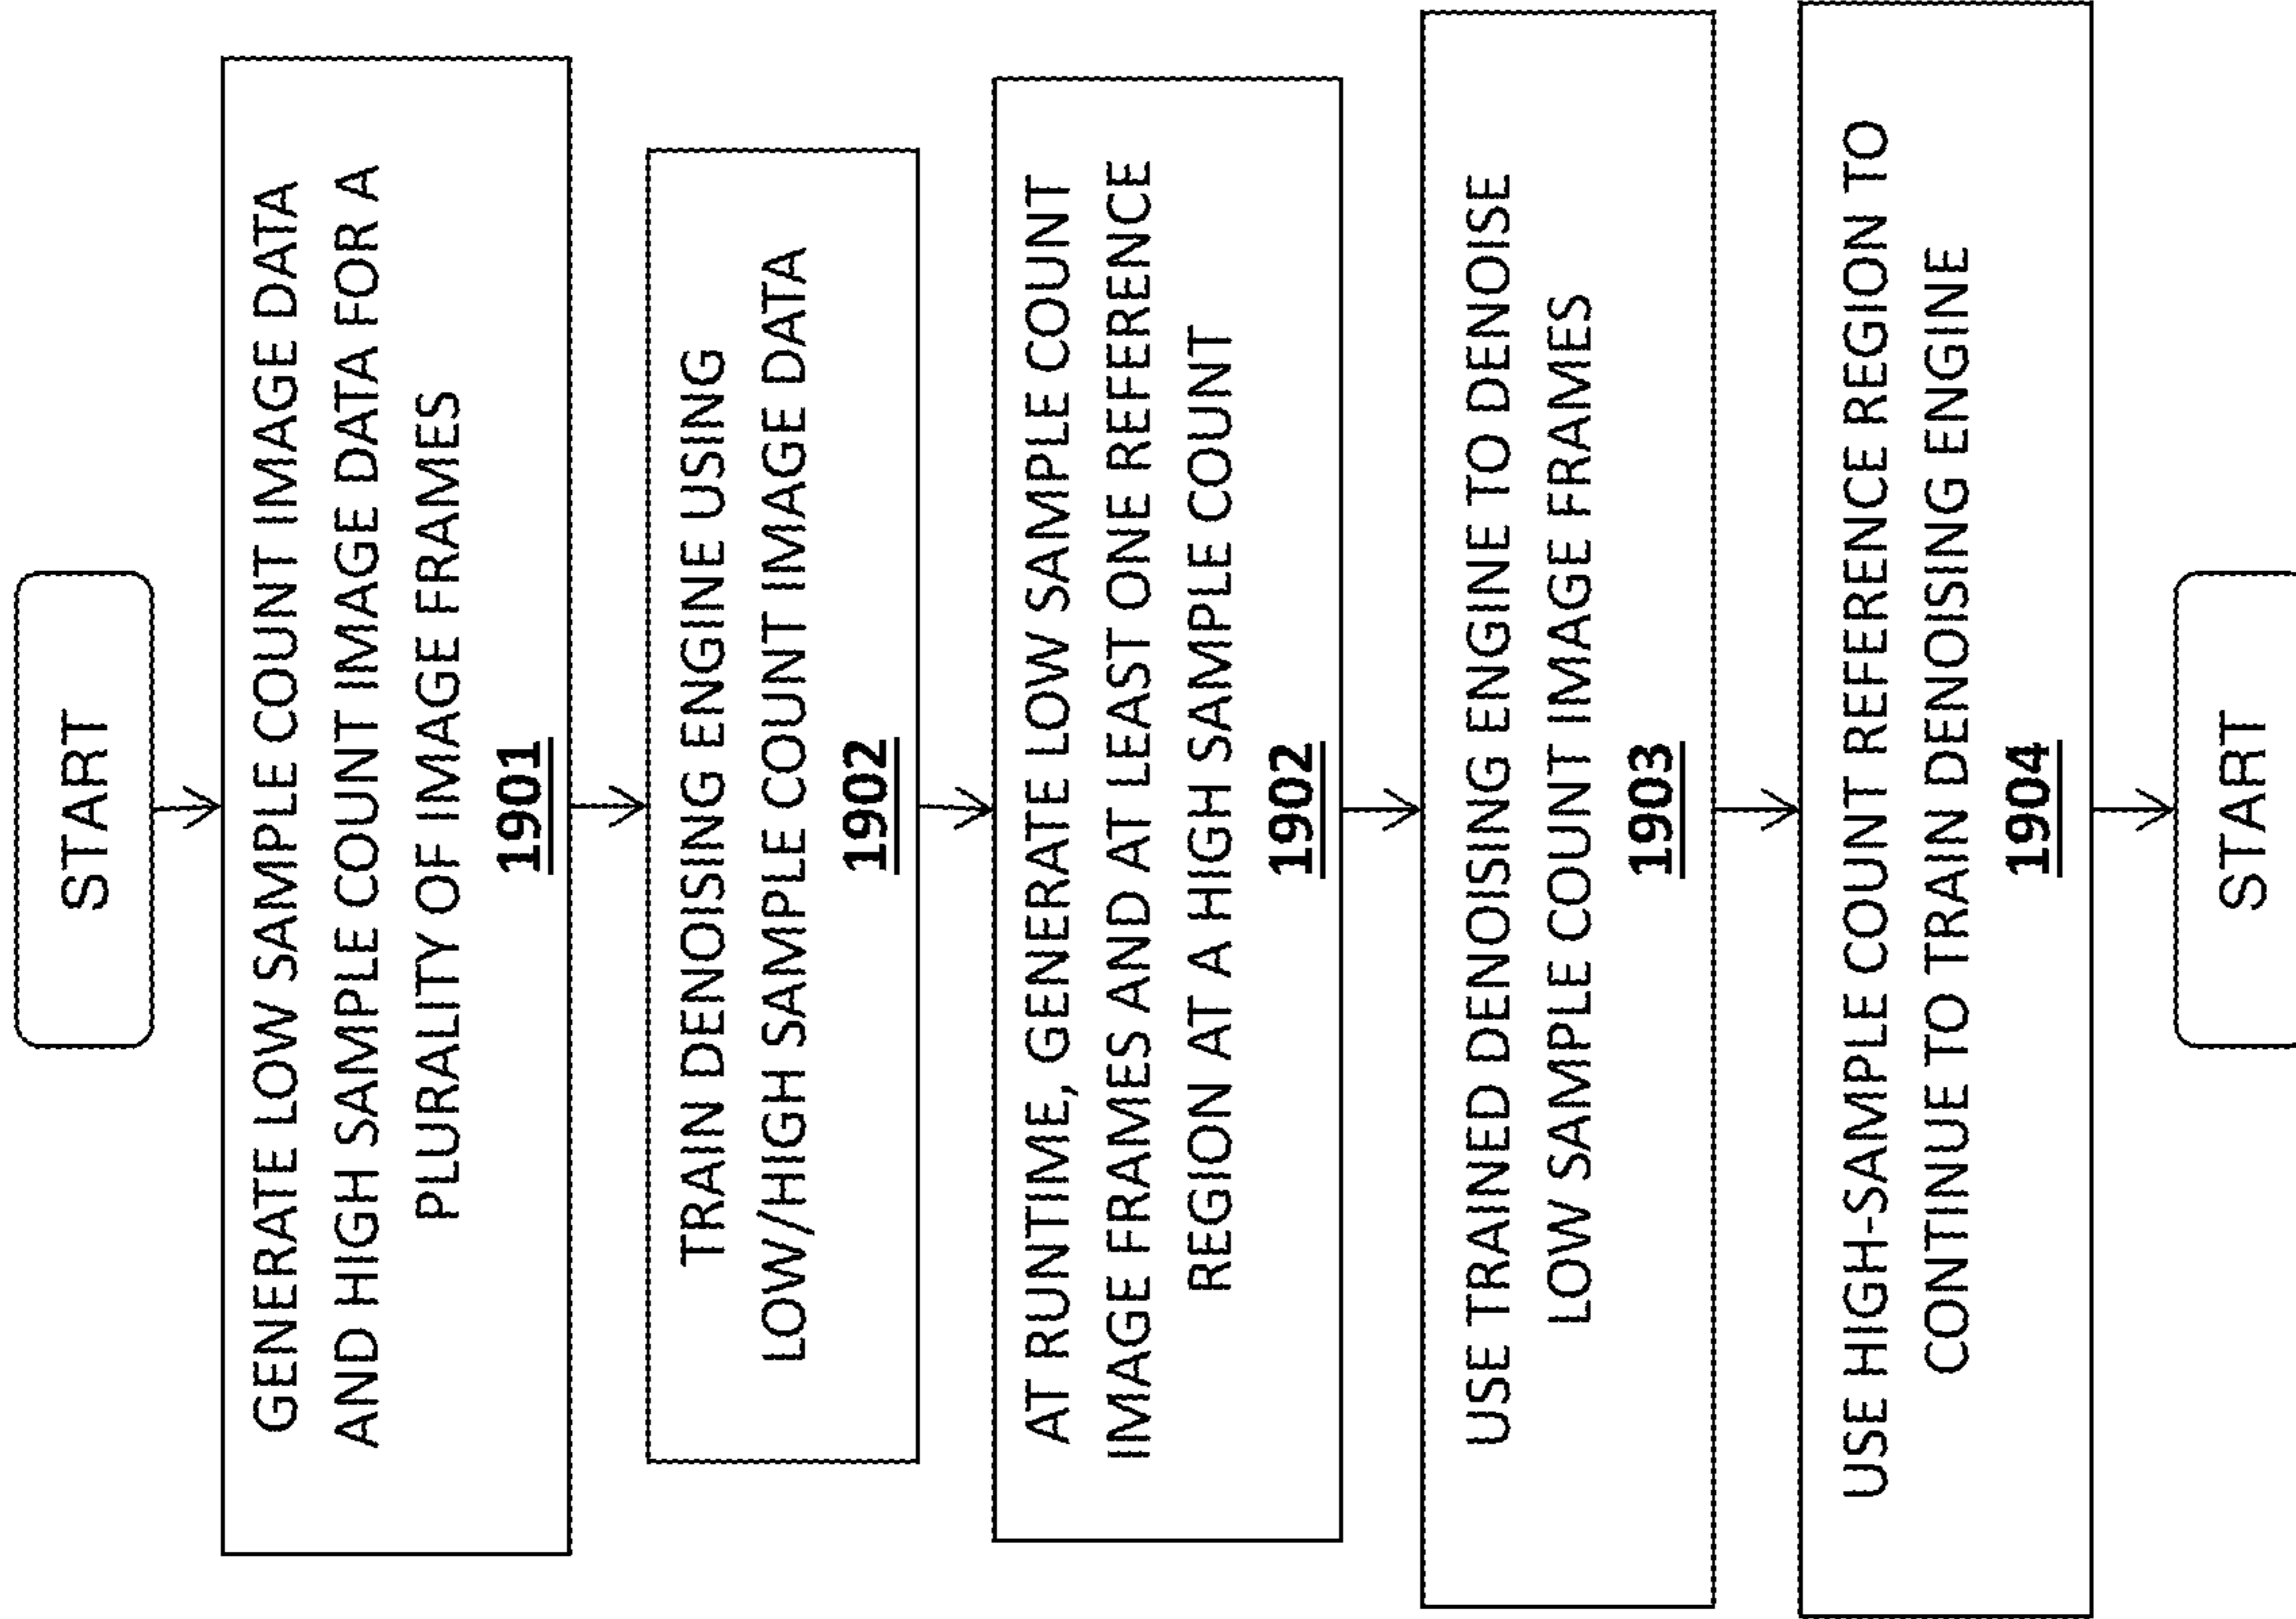 START
GENERATE LOW SAMPLE COUNT IMAGE DATA
AND HIGH SAMPLE COUNT IMAGE DATA FOR A
PLURALITY OF IMAGE FRAMES
1901
TRAIN DENOISING ENGINE USING
LOW/HIGH SAMPLE COUNT IMAGE DATA
1902
AT RUNTIME, GENERATE LOW SAMPLE COUNT
IMAGE FRAMES AND AT LEAST ONE REFERENCE
REGION AT A HIGH SAMPLE COUNT
1902
USE TRAINED DENOISING ENGINE TO DENOISE
LOW SAMPLE COUNT IMAGE FRAMES
1903
USE HIGH-SAMPLE COUNT REFERENCE REGION TO
CONTINUE TO TRAIN DENOISING ENGINE
1904
START